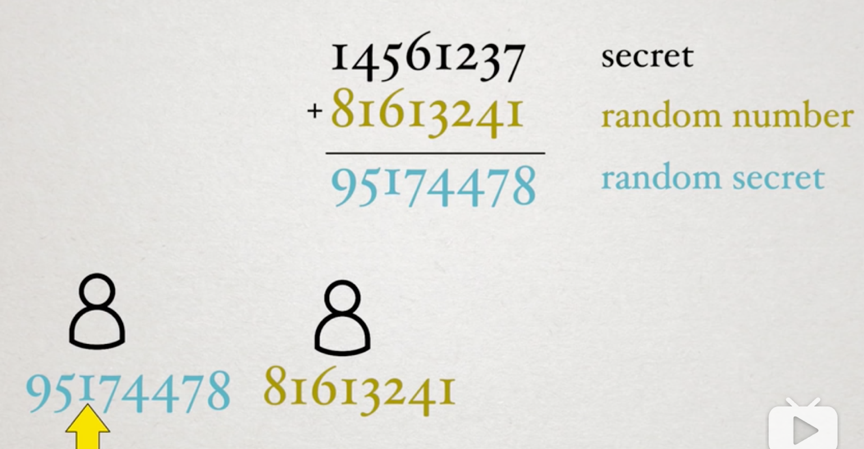 14561237 secret
+81613241 random number
95174478 random secret
95174478 81613241